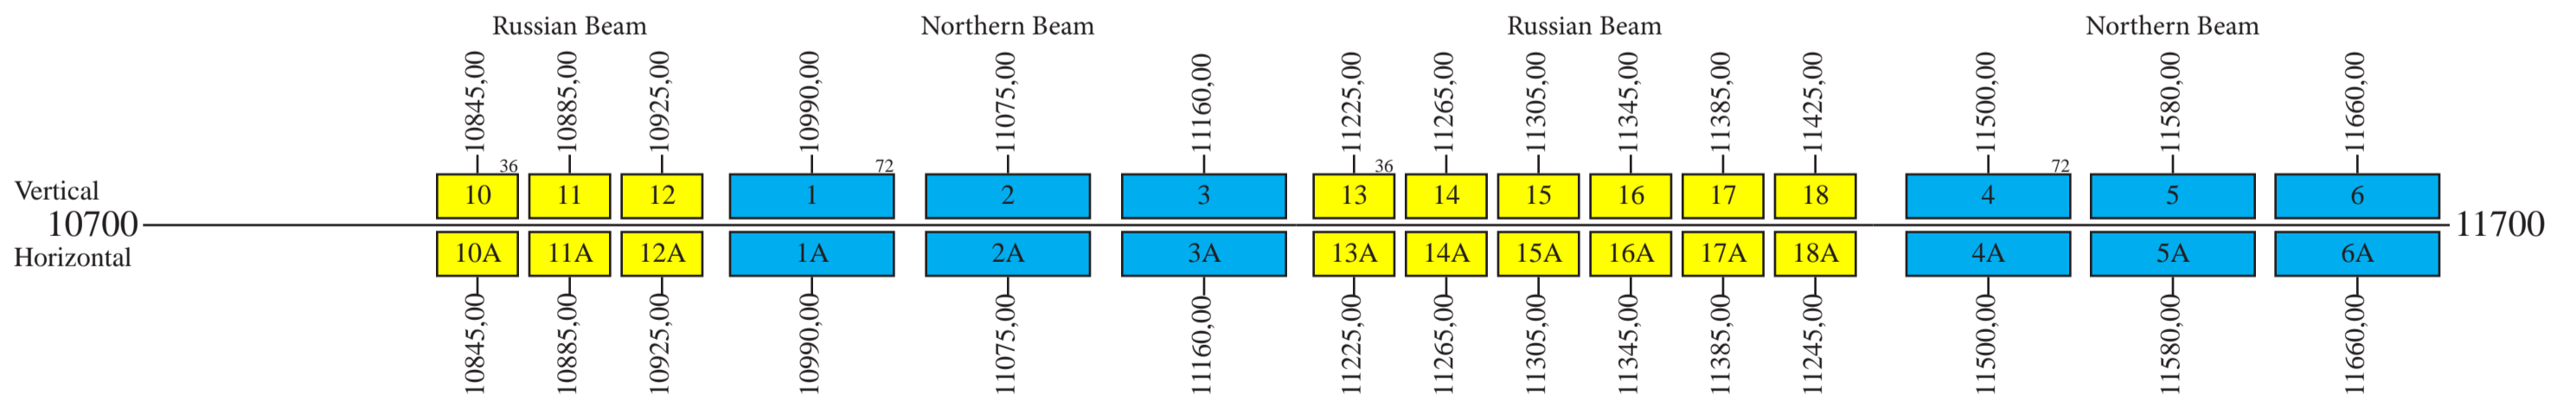 Russian Beam Northern Beam Russian Beam Northern Beam
10845,00 10885,00 10925,00 10990,00 11075,00 11160,00 11225,00 11265,00 11305,00 11345,00 11385,00 11425,00 11500,00 11580,00 11660,00
36 72 36 72
Vertical 10 11 12 1 2 3 13 14 15 16 17 18 4 5 6
10700 11700
Horizontal 10A 11A 12A 1A 2A 3A 13A 14A 15A 16A 17A 18A 4A 5A 6A
10845,00 10885,00 10925,00 10990,00 11075,00 11160,00 11225,00 11265,00 11305,00 11345,00 11385,00 11245,00 11500,00 11580,00 11660,00